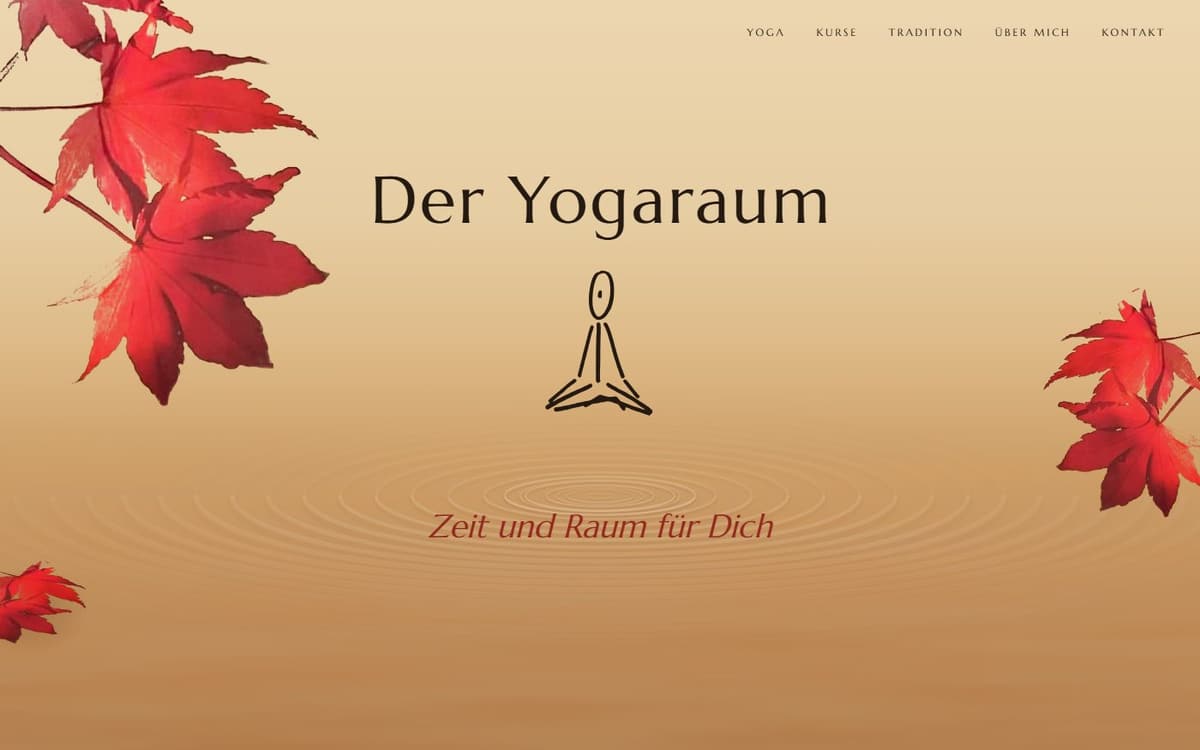 YOGA KURSE TRADITION ÜBER MICH KONTAKT
Der Yogaraum
Zeit und Raum für Dich